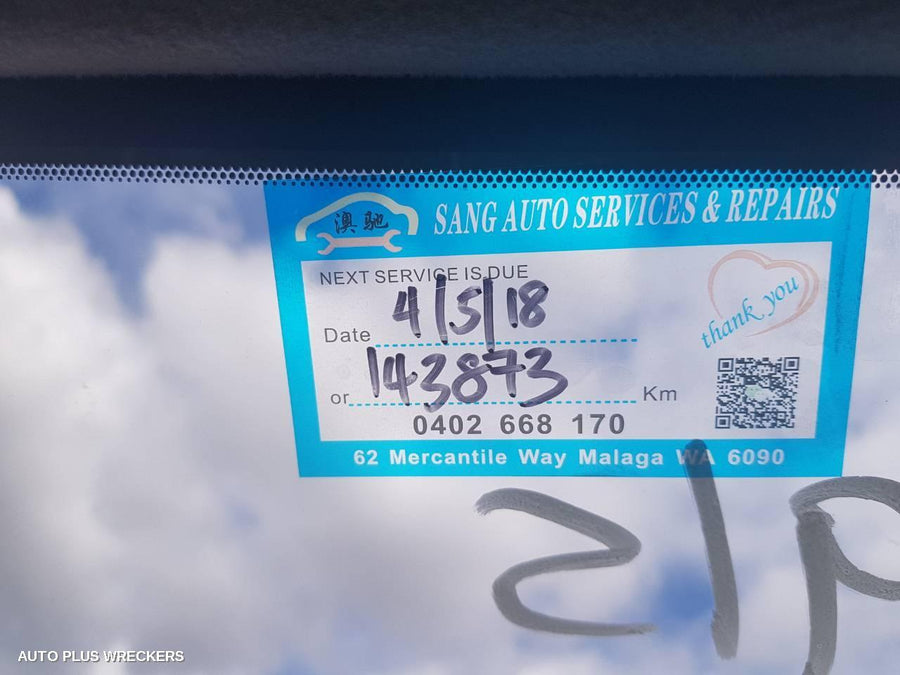 澳驰
SANG AUTO SERVICES & REPAIRS
NEXT SERVICE IS DUE
Date 4/5/18
or 143873 Km
thank you
0402 668 170
62 Mercantile Way Malaga WA 6090
AUTO PLUS WRECKERS